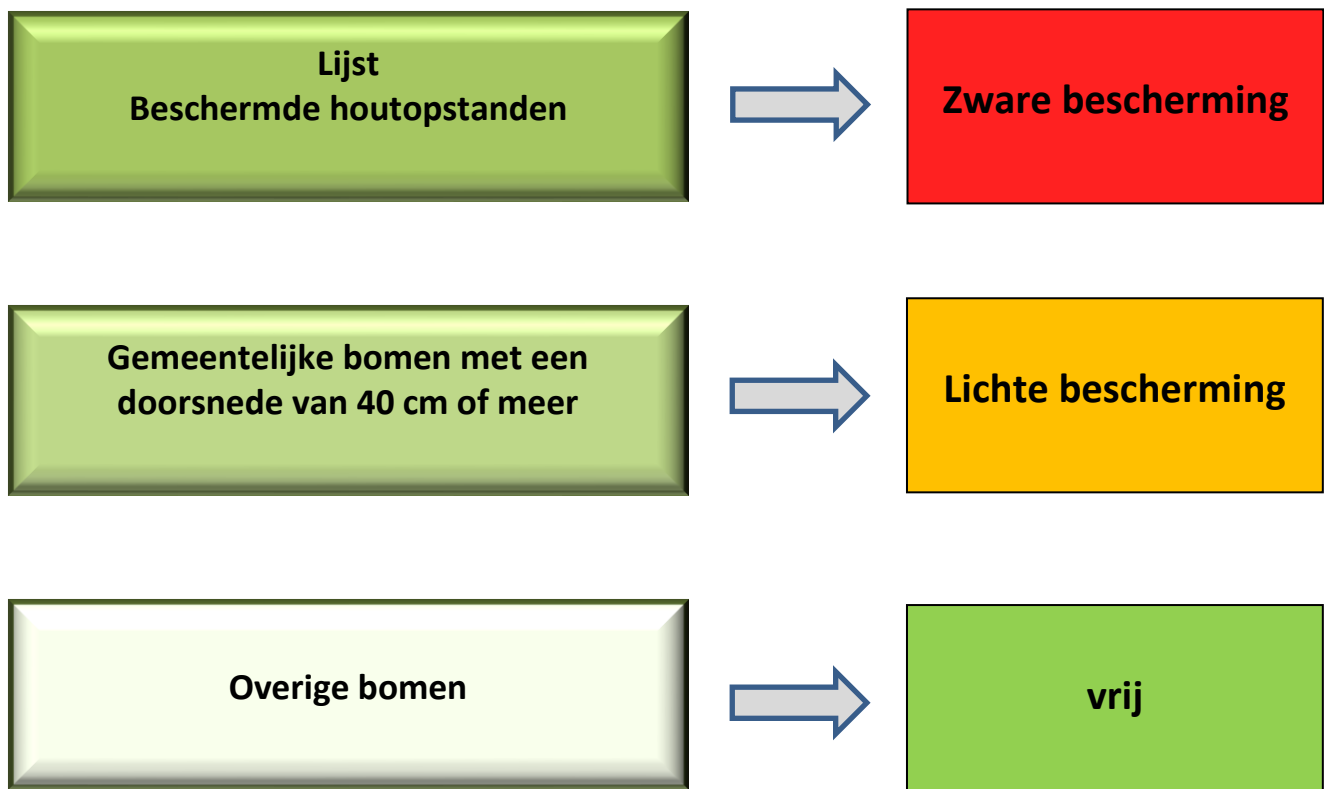 Lijst
Beschermde houtopstanden
Zware bescherming
Gemeentelijke bomen met een
doorsnede van 40 cm of meer
Lichte bescherming
Overige bomen
vrij